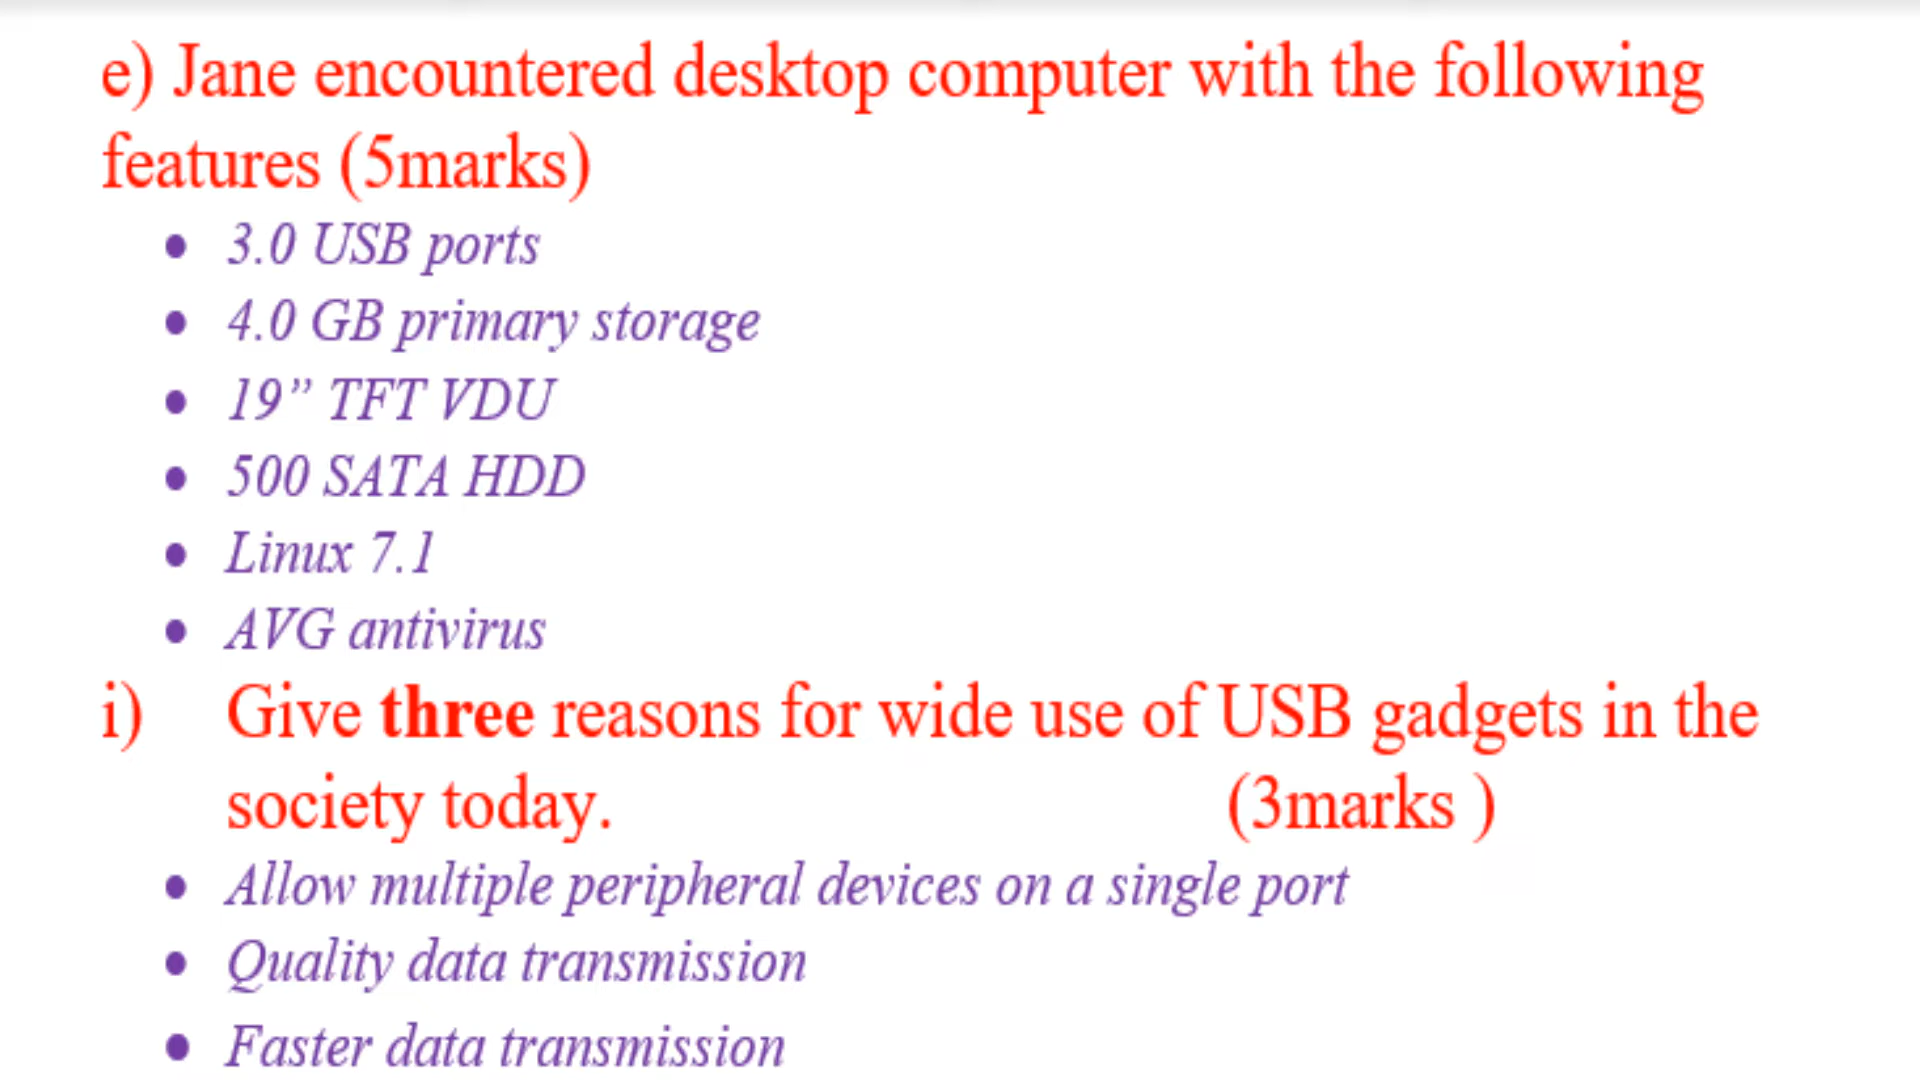 e) Jane encountered desktop computer with the following
features (5marks)
• 3.0 USB ports
• 4.0 GB primary storage
• 19” TFT VDU
• 500 SATA HDD
• Linux 7.1
• AVG antivirus
i) Give three reasons for wide use of USB gadgets in the
society today. (3marks )
• Allow multiple peripheral devices on a single port
• Quality data transmission
• Faster data transmission